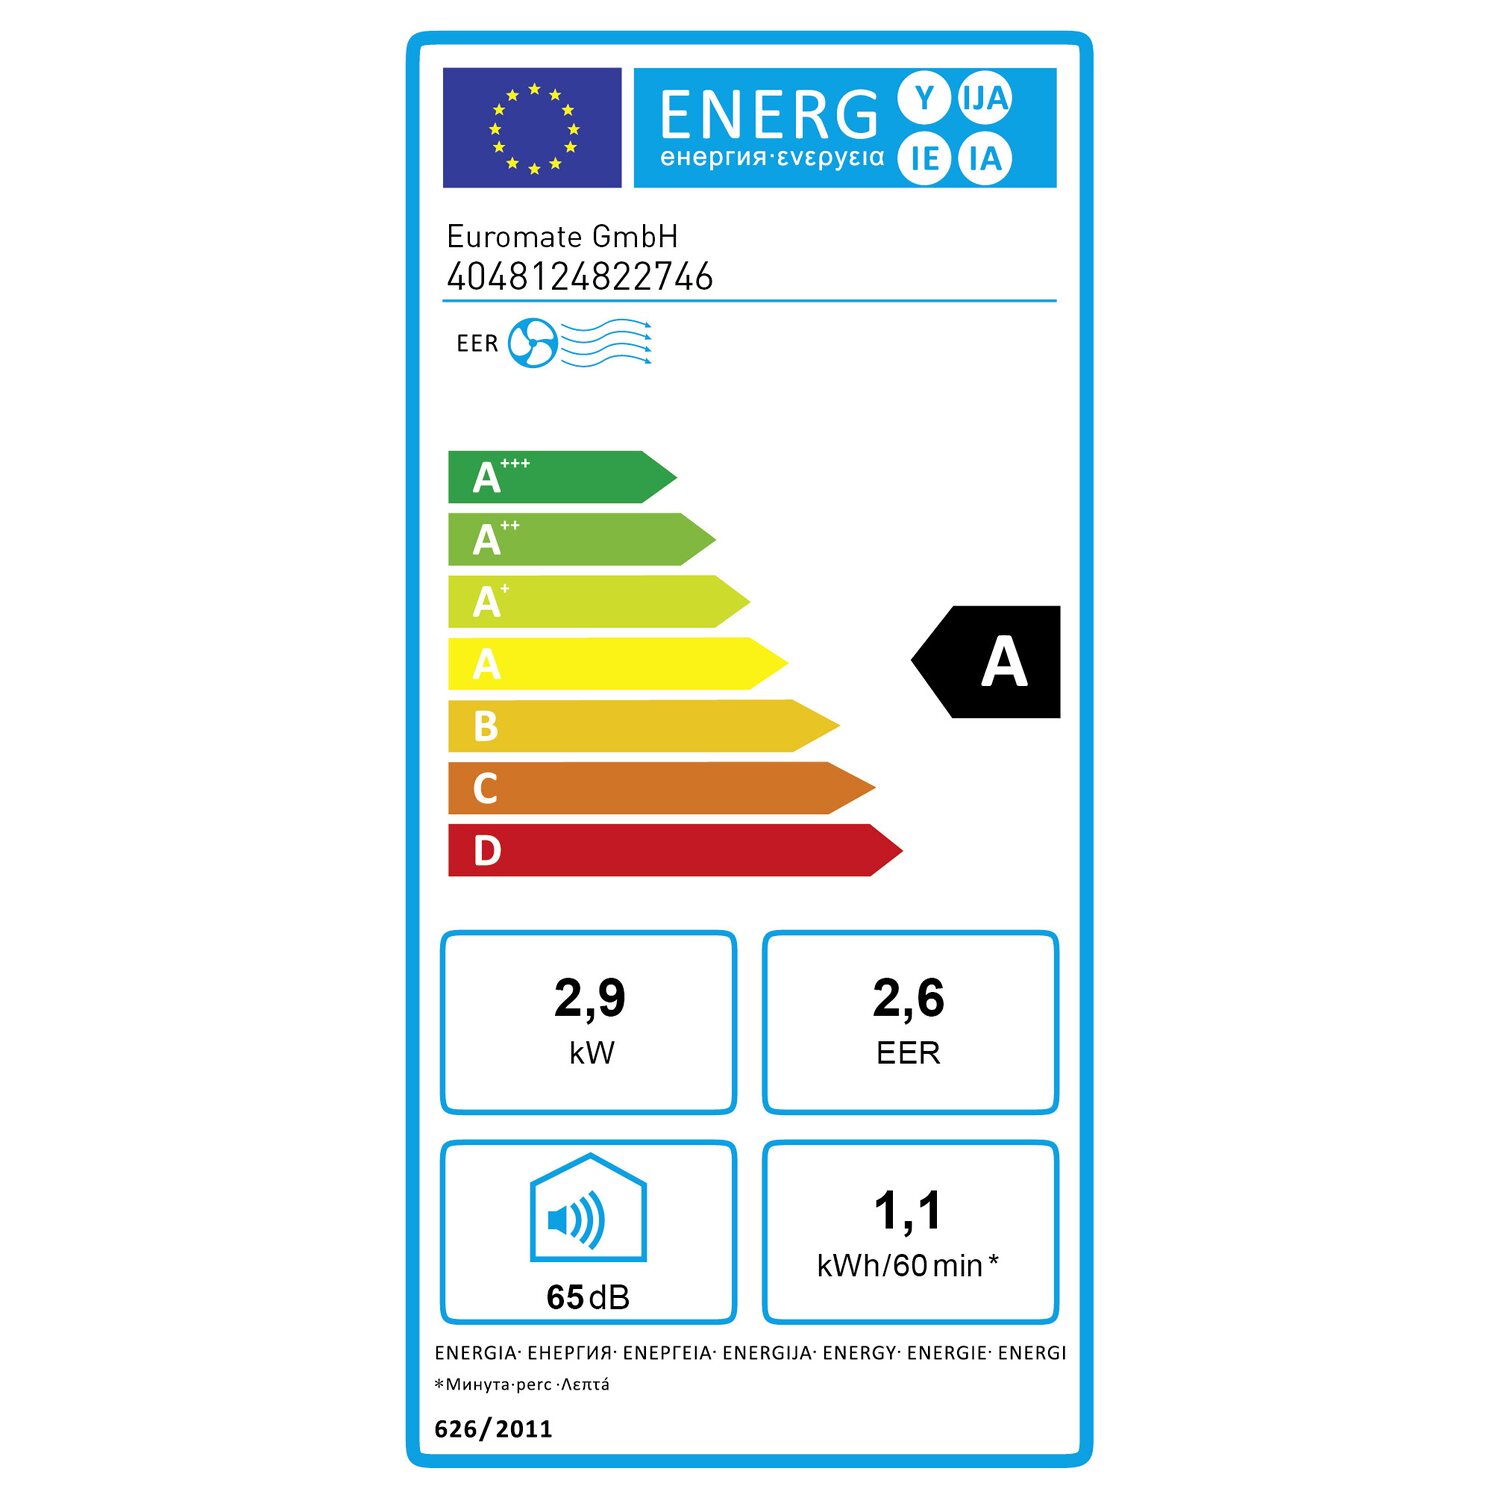 ENERG Y IJA
енергия·ενεργεια IE IA
Euromate GmbH
4048124822746
EER
A+++
A++
A+
A
A
B
C
D
2,9
kW
2,6
EER
65 dB
1,1
kWh/60 min*
ENERGIA· ЕНЕРГИЯ· ΕΝΕΡΓΕΙΑ· ENERGIJA· ENERGY· ENERGIE· ENERGI
*Минута·perc ·Λεπτά
626/2011